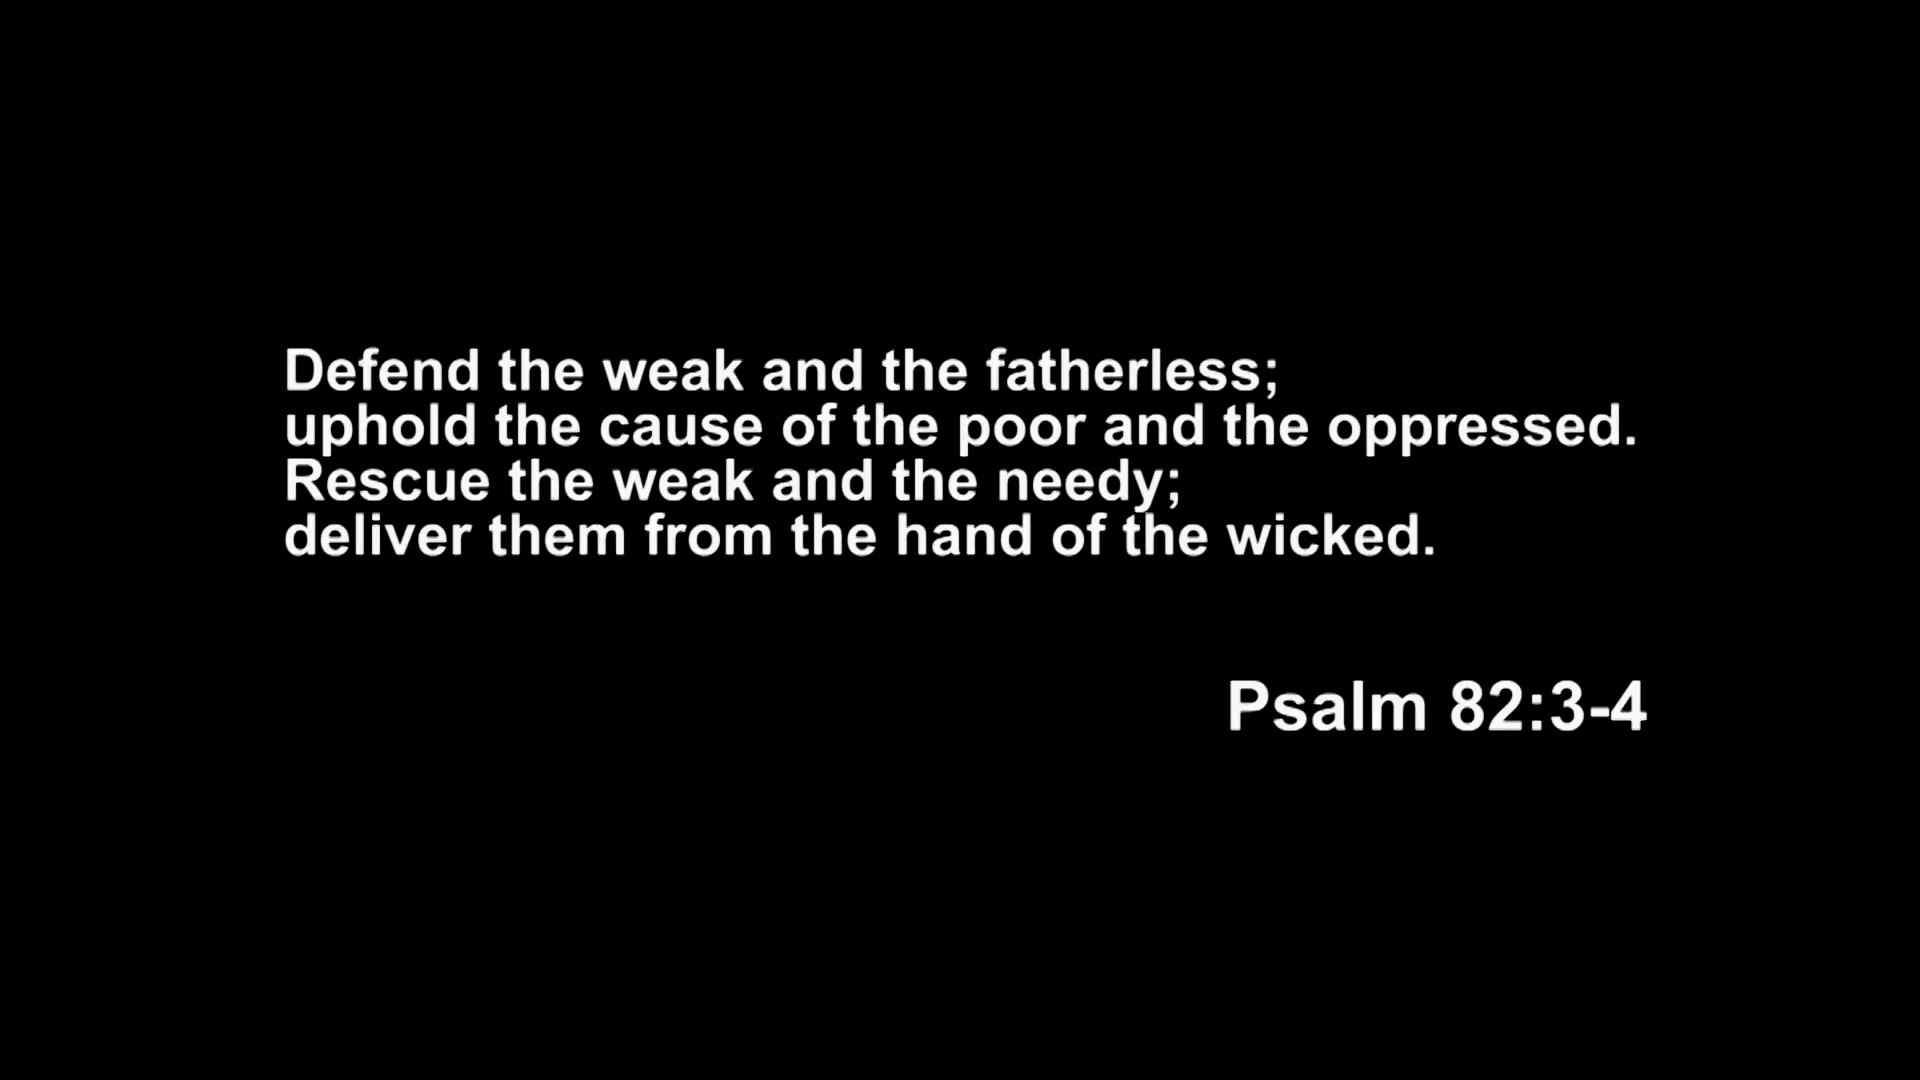 Defend the weak and the fatherless;
uphold the cause of the poor and the oppressed.
Rescue the weak and the needy;
deliver them from the hand of the wicked.
Psalm 82:3-4